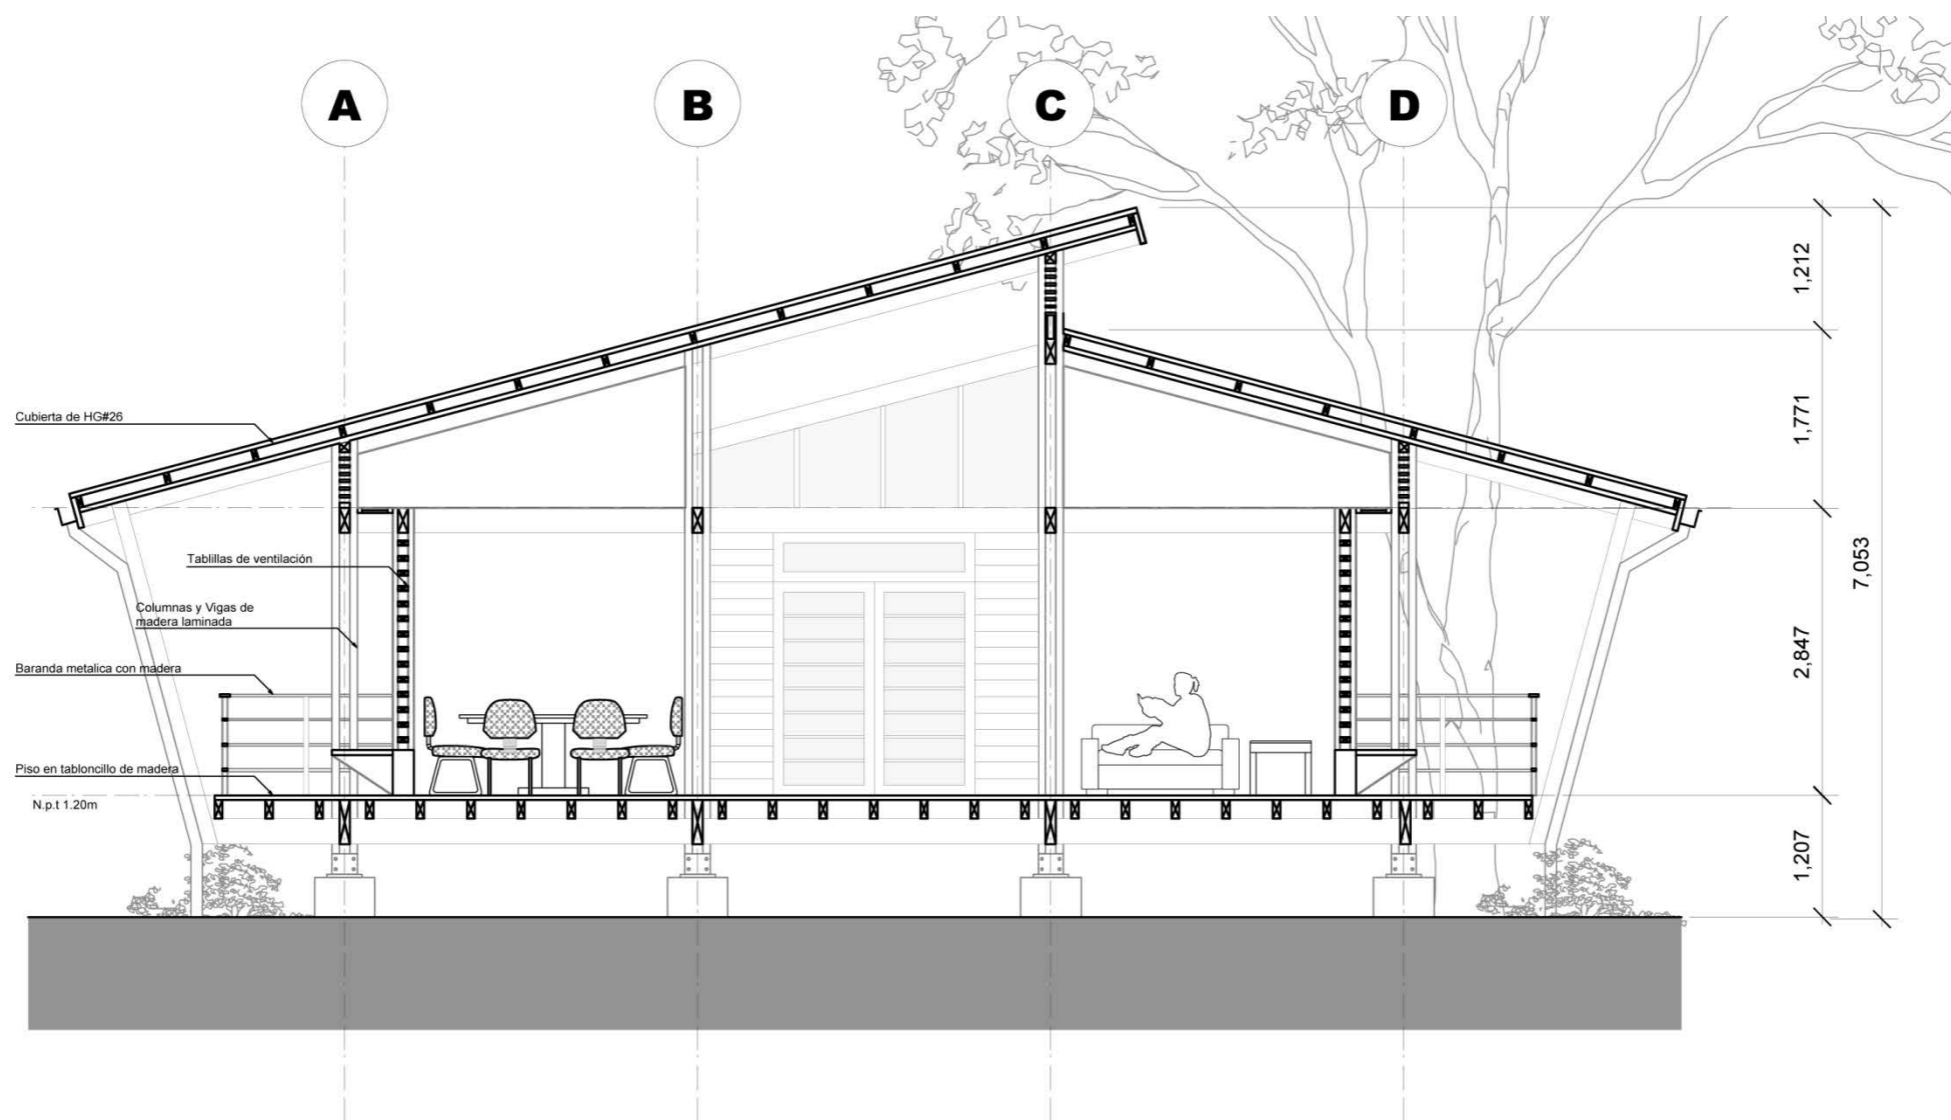 A
B
C
D
1,212
Cubierta de HG#26
1,771
Tablillas de ventilación
7,053
Columnas y Vigas de
madera laminada
2,847
Baranda metalica con madera
Piso en tabloncillo de madera
N.p.t 1.20m
1,207